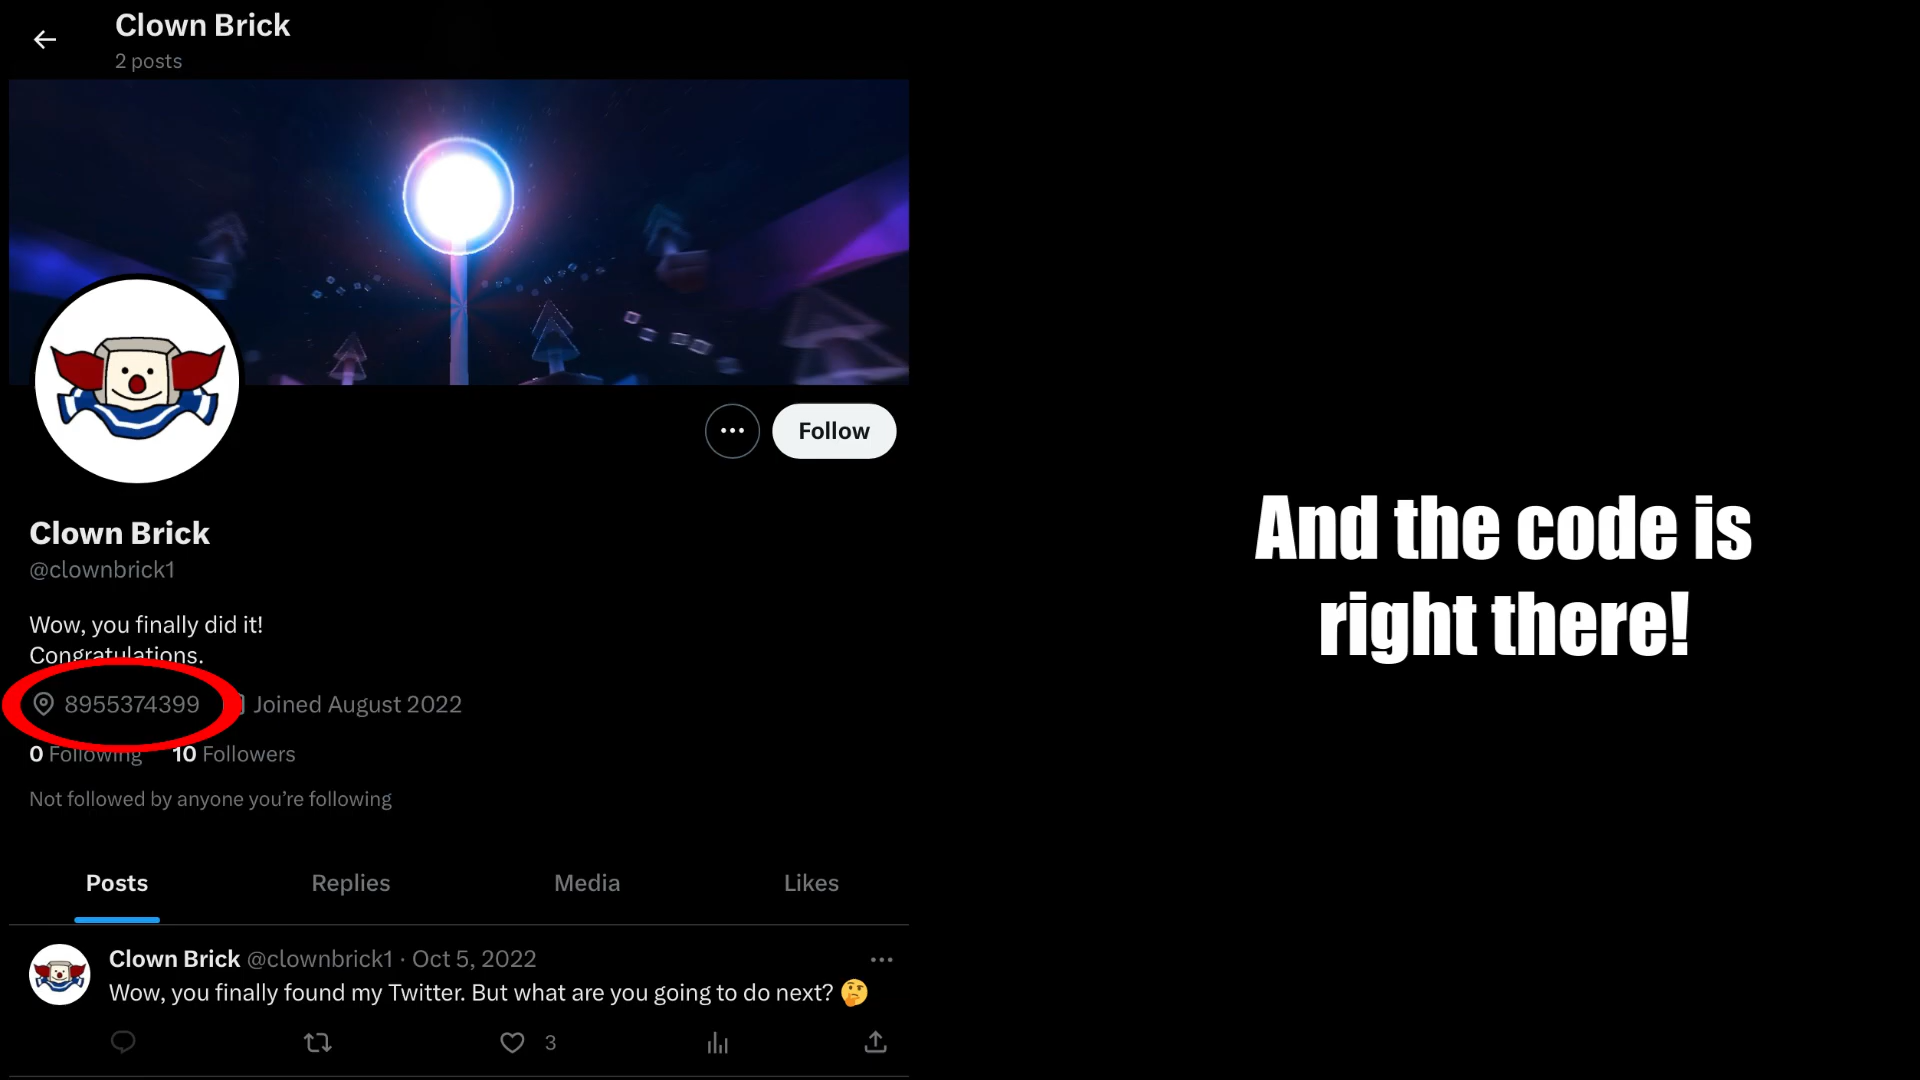 Clown Brick
2 posts
Follow
Clown Brick
@clownbrick1
Wow, you finally did it!
Congratulations.
8955374399 Joined August 2022
0 Following 10 Followers
Not followed by anyone you’re following
Posts Replies Media Likes
Clown Brick @clownbrick1 · Oct 5, 2022
Wow, you finally found my Twitter. But what are you going to do next? 🤔
3
And the code is
right there!